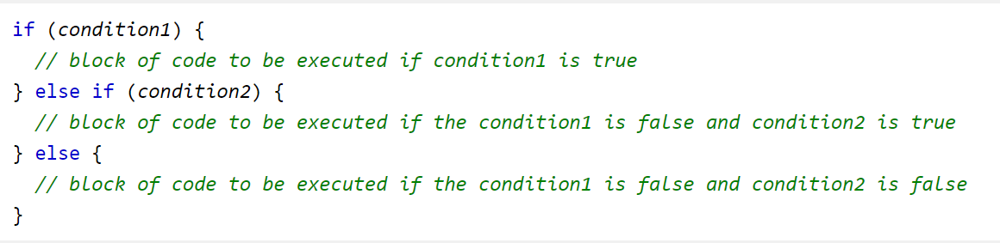 if (condition1) {
  // block of code to be executed if condition1 is true
} else if (condition2) {
  // block of code to be executed if the condition1 is false and condition2 is true
} else {
  // block of code to be executed if the condition1 is false and condition2 is false
}